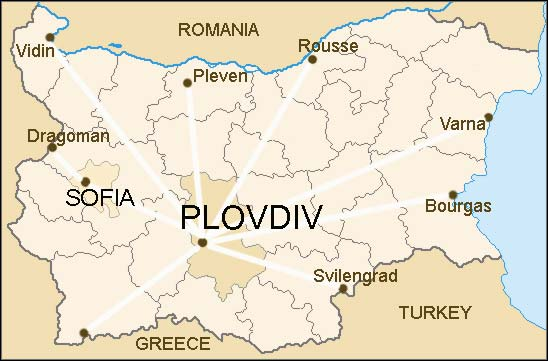 ROMANIA
Vidin
Rousse
Pleven
Varna
Dragoman
SOFIA
PLOVDIV
Bourgas
Svilengrad
TURKEY
GREECE